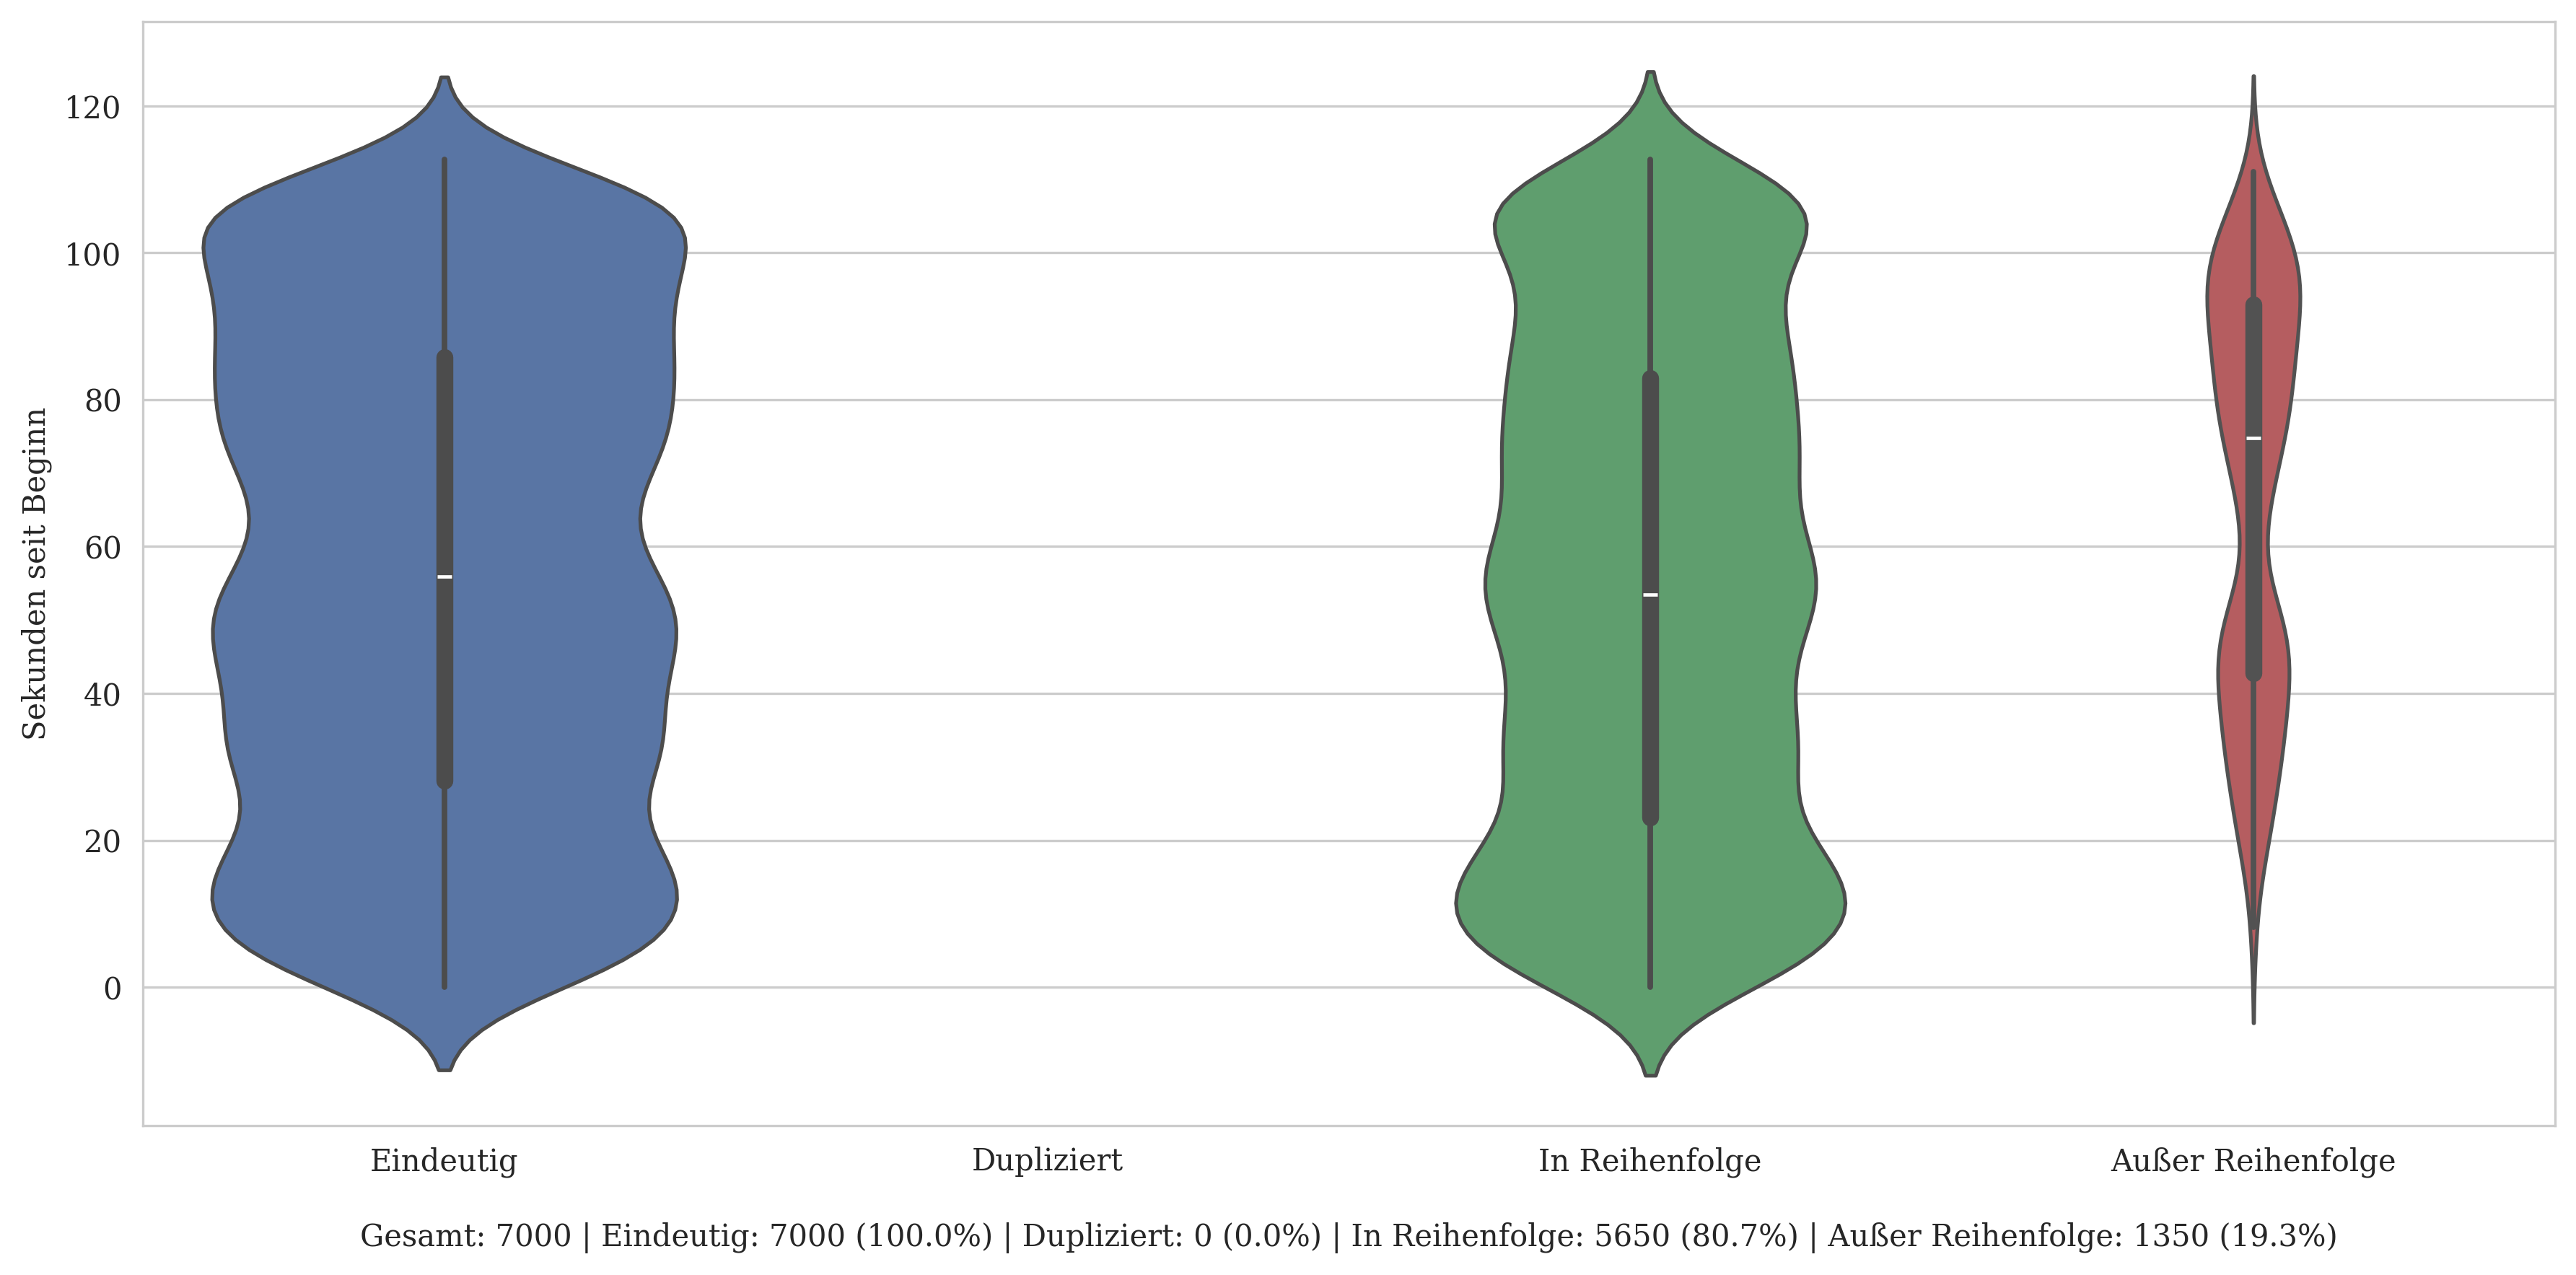 Sekunden seit Beginn
120
100
80
60
40
20
0
Eindeutig
Dupliziert
In Reihenfolge
Außer Reihenfolge
Gesamt: 7000 | Eindeutig: 7000 (100.0%) | Dupliziert: 0 (0.0%) | In Reihenfolge: 5650 (80.7%) | Außer Reihenfolge: 1350 (19.3%)